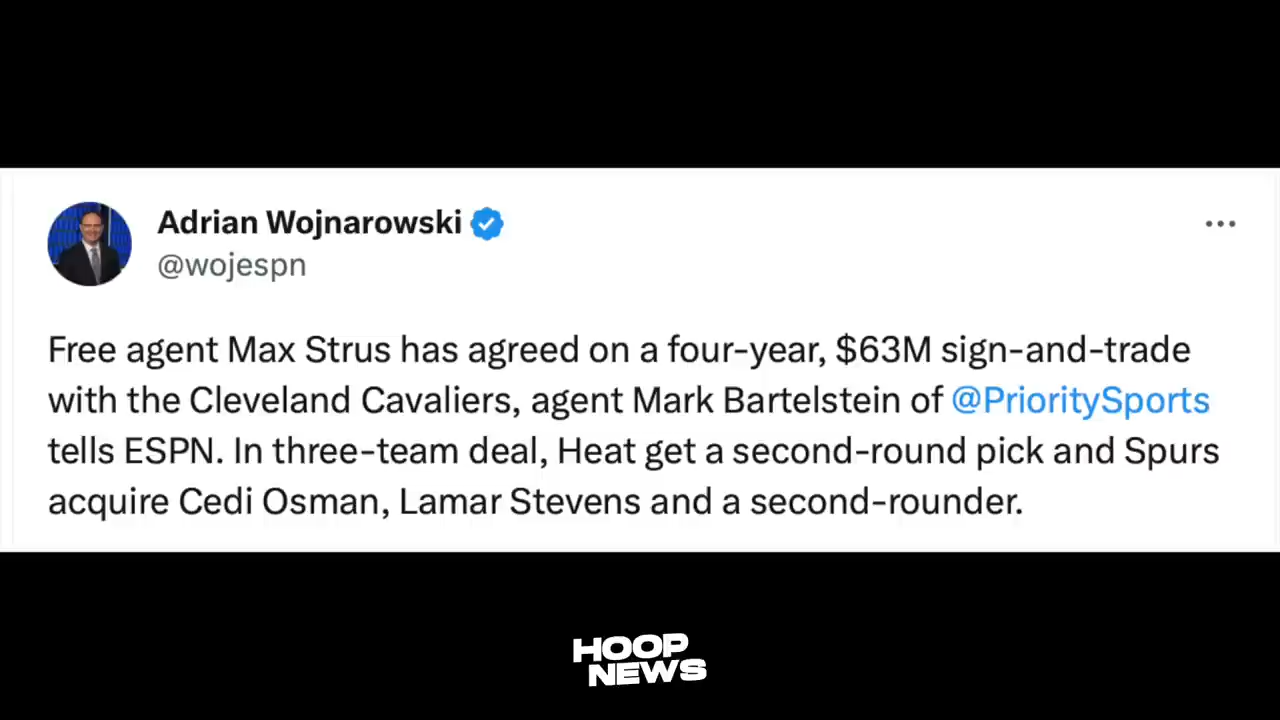 Adrian Wojnarowski
@wojespn
Free agent Max Strus has agreed on a four-year, $63M sign-and-trade
with the Cleveland Cavaliers, agent Mark Bartelstein of @PrioritySports
tells ESPN. In three-team deal, Heat get a second-round pick and Spurs
acquire Cedi Osman, Lamar Stevens and a second-rounder.
HOOP
NEWS